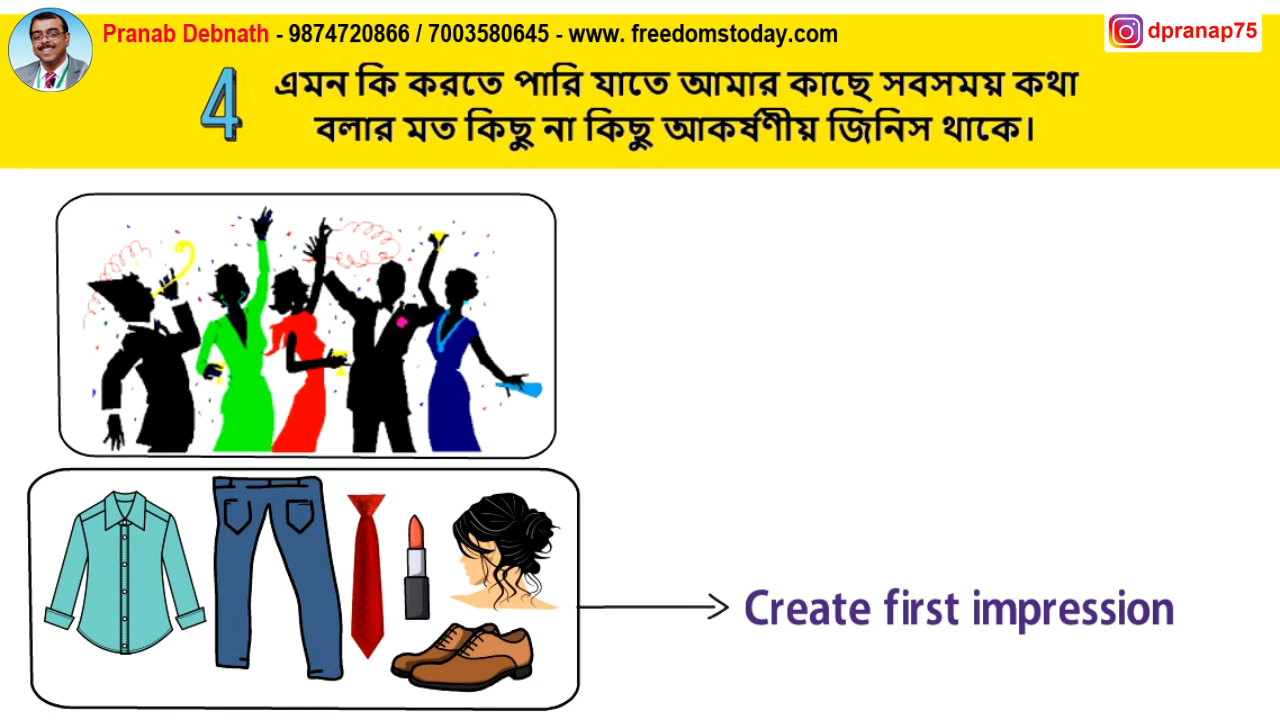 Pranab Debnath - 9874720866 / 7003580645 - www. freedomstoday.com
dpranap75
4
এমন কি করতে পারি যাতে আমার কাছে সবসময় কথা
বলার মত কিছু না কিছু আকর্ষণীয় জিনিস থাকে।
Create first impression